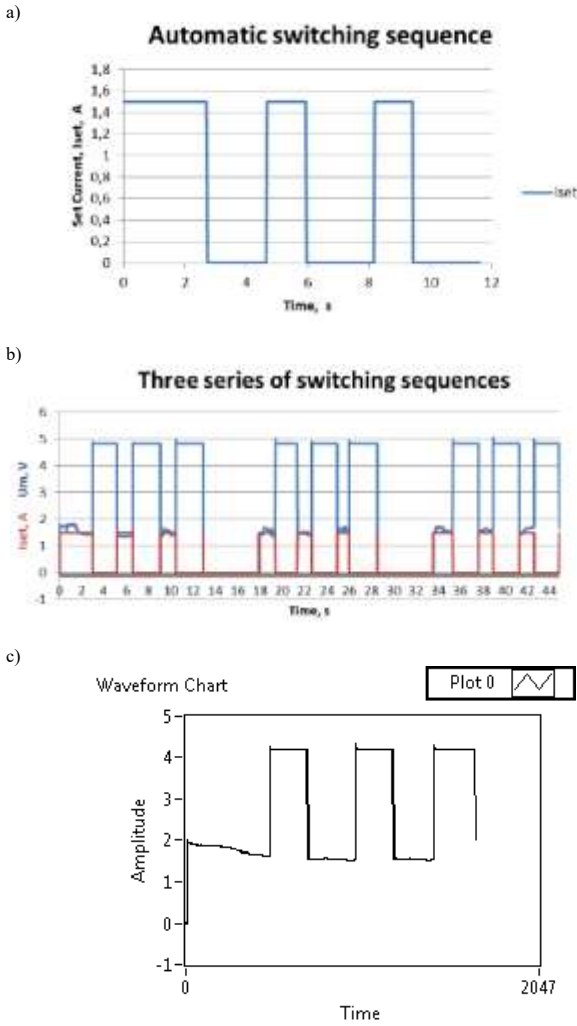 a)
Automatic switching sequence
1,8
1,6
1,4
1,2
1
0,8
0,6
0,4
0,2
0
Set Current, Iset, A
Iset
0 2 4 6 8 10 12
Time, s
b)
Three series of switching sequences
6
5
4
3
2
1
0
-1
Iset, A Um, V
0 2 4 6 8 10 12 14 16 18 20 22 24 26 28 30 32 34 36 38 40 42 44
Time, s
c)
Waveform Chart
Plot 0
5
4
3
2
1
0
-1
Amplitude
0 2047
Time